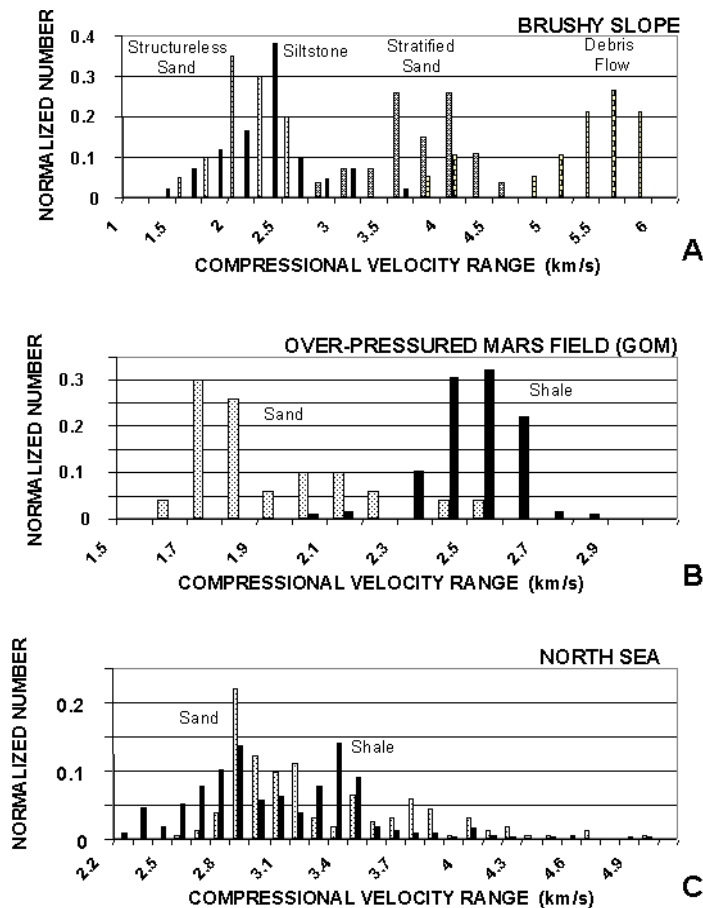 BRUSHY SLOPE
NORMALIZED NUMBER
0.4
0.3
0.2
0.1
0
Structureless
Sand
Siltstone
Stratified
Sand
Debris
Flow
1 1.5 2 2.5 3 3.5 4 4.5 5 5.5 6
COMPRESSIONAL VELOCITY RANGE (km/s)
A
OVER-PRESSURED MARS FIELD (GOM)
NORMALIZED NUMBER
0.3
0.2
0.1
0
Sand
Shale
1.5 1.7 1.9 2.1 2.3 2.5 2.7 2.9
COMPRESSIONAL VELOCITY RANGE (km/s)
B
NORTH SEA
NORMALIZED NUMBER
0.2
0.1
0
Sand
Shale
2.2 2.5 2.8 3.1 3.4 3.7 4 4.3 4.6 4.9
COMPRESSIONAL VELOCITY RANGE (km/s)
C